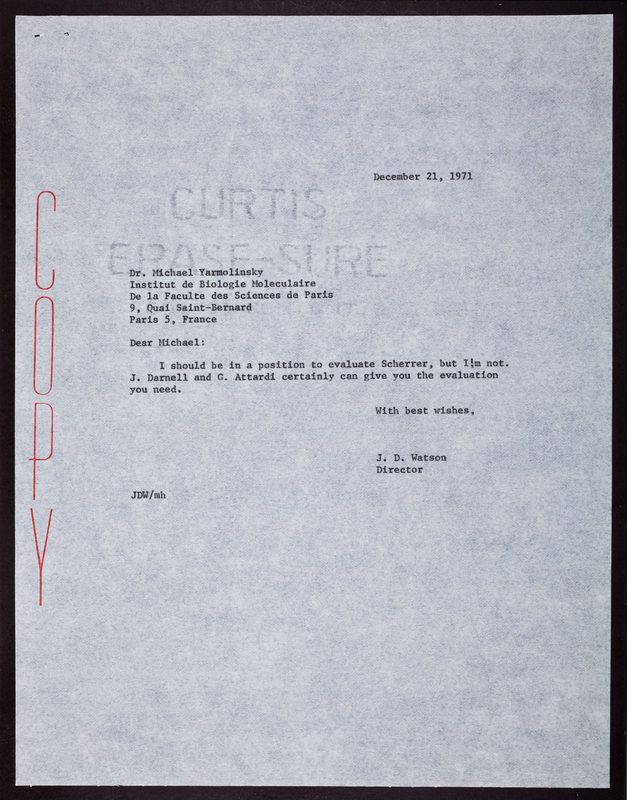 COPY
CURTIS
ERASE-SURE
December 21, 1971
Dr. Michael Yarmolinsky
Institut de Biologie Moleculaire
De la Faculte des Sciences de Paris
9, Quai Saint-Bernard
Paris 5, France
Dear Michael:
I should be in a position to evaluate Scherrer, but I'm not.
J. Darnell and G. Attardi certainly can give you the evaluation
you need.
With best wishes,
J. D. Watson
Director
JDW/mh